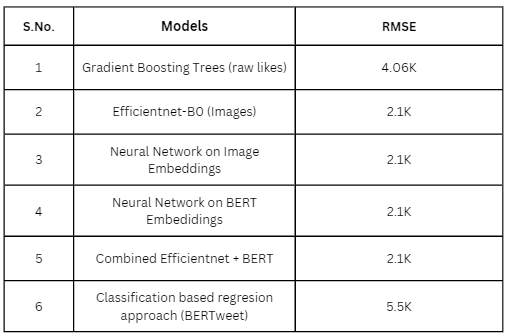 S.No. Models RMSE
1 Gradient Boosting Trees (raw likes) 4.06K
2 Efficientnet-B0 (Images) 2.1K
3 Neural Network on Image
Embeddings 2.1K
4 Neural Network on BERT
Embedidings 2.1K
5 Combined Efficientnet + BERT 2.1K
6 Classification based regresion
approach (BERTweet) 5.5K